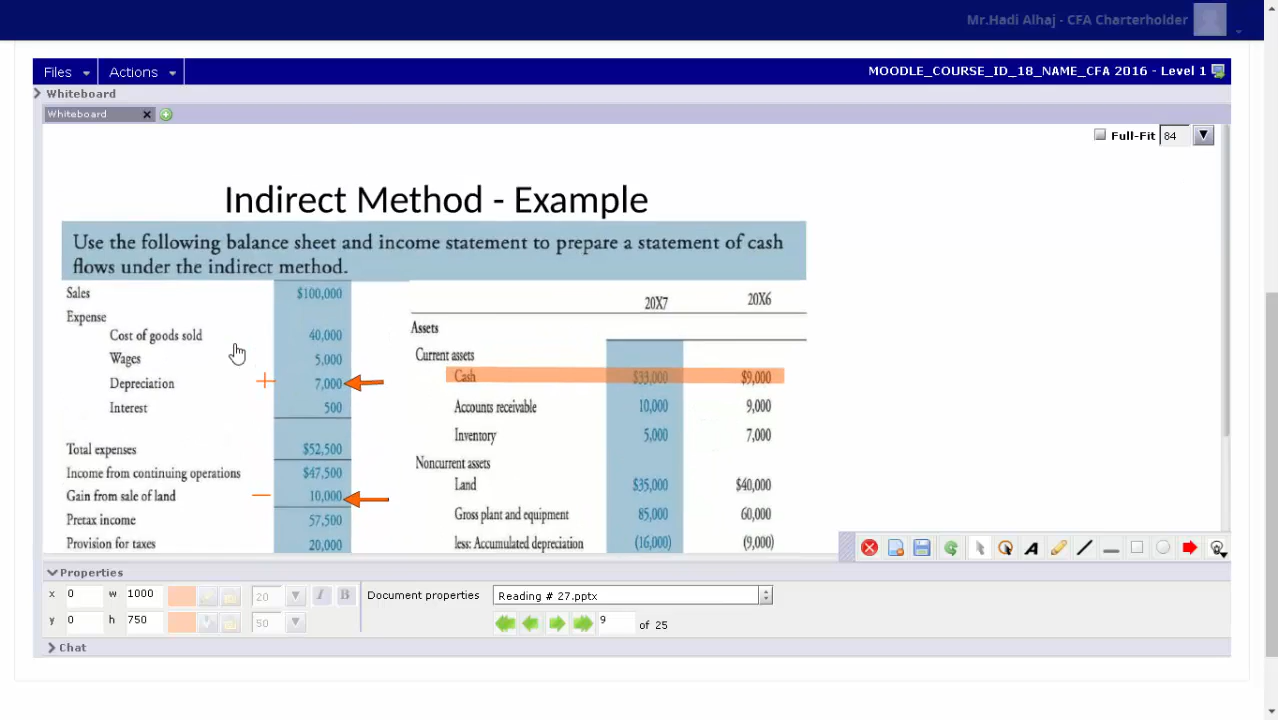 Mr.Hadi Alhaj - CFA Charterholder
Files Actions MOODLE_COURSE_ID_18_NAME_CFA 2016 - Level 1
Whiteboard
Whiteboard
Full-Fit 84
Indirect Method - Example
Use the following balance sheet and income statement to prepare a statement of cash
flows under the indirect method.
Sales $100,000
Expense
Cost of goods sold 40,000
Wages 5,000
Depreciation + 7,000
Interest 500
Total expenses $52,500
Income from continuing operations $47,500
Gain from sale of land — 10,000
Pretax income 57,500
Provision for taxes 20,000
20X7 20X6
Assets
Current assets
Cash $33,000 $9,000
Accounts receivable 10,000 9,000
Inventory 5,000 7,000
Noncurrent assets
Land $35,000 $40,000
Gross plant and equipment 85,000 60,000
less: Accumulated depreciation (16,000) (9,000)
A
Properties
x 0 w 1000 20 I B Document properties Reading # 27.pptx
y 0 h 750 50 9 of 25
Chat